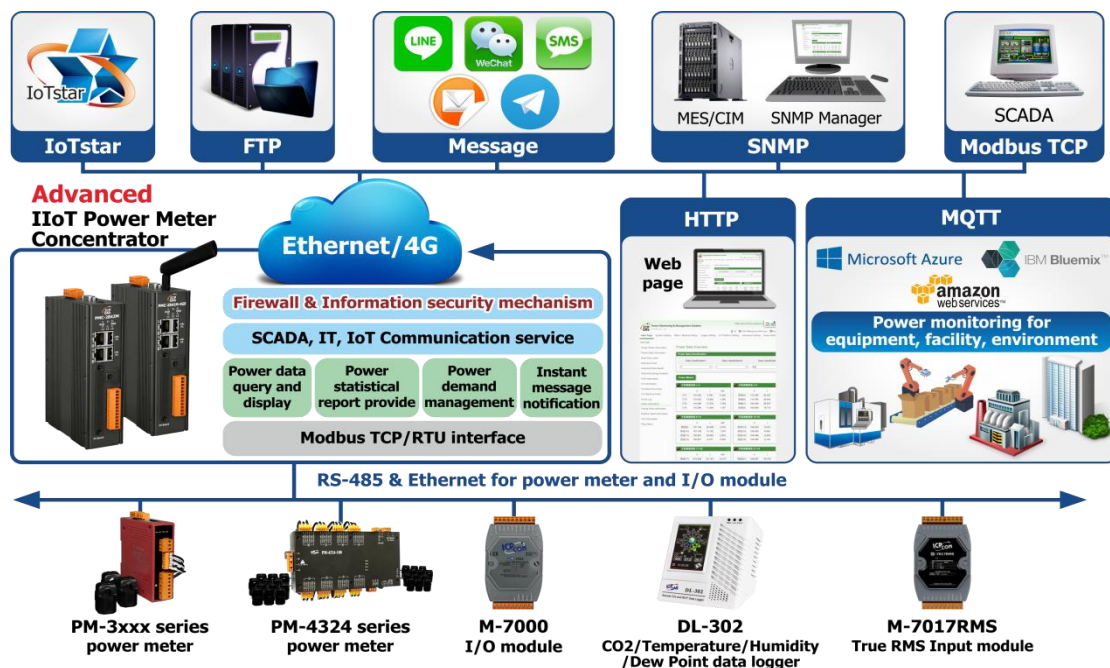 IoTstar
IoTstar
FTP
LINE
WeChat
SMS
Message
MES/CIM
SNMP Manager
SNMP
SCADA
Modbus TCP
Advanced
IIoT Power Meter
Concentrator
Ethernet/4G
Firewall & Information security mechanism
SCADA, IT, IoT Communication service
Power data
query and
display
Power
statistical
report provide
Power
demand
management
Instant
message
notification
Modbus TCP/RTU interface
HTTP
Web
page
MQTT
Microsoft Azure
IBM Bluemix™
amazon
webservices™
Power monitoring for
equipment, facility, environment
RS-485 & Ethernet for power meter and I/O module
PM-3xxx series
power meter
PM-4324 series
power meter
M-7000
I/O module
DL-302
DL-302
CO2/Temperature/Humidity
/Dew Point data logger
M-7017RMS
True RMS Input module